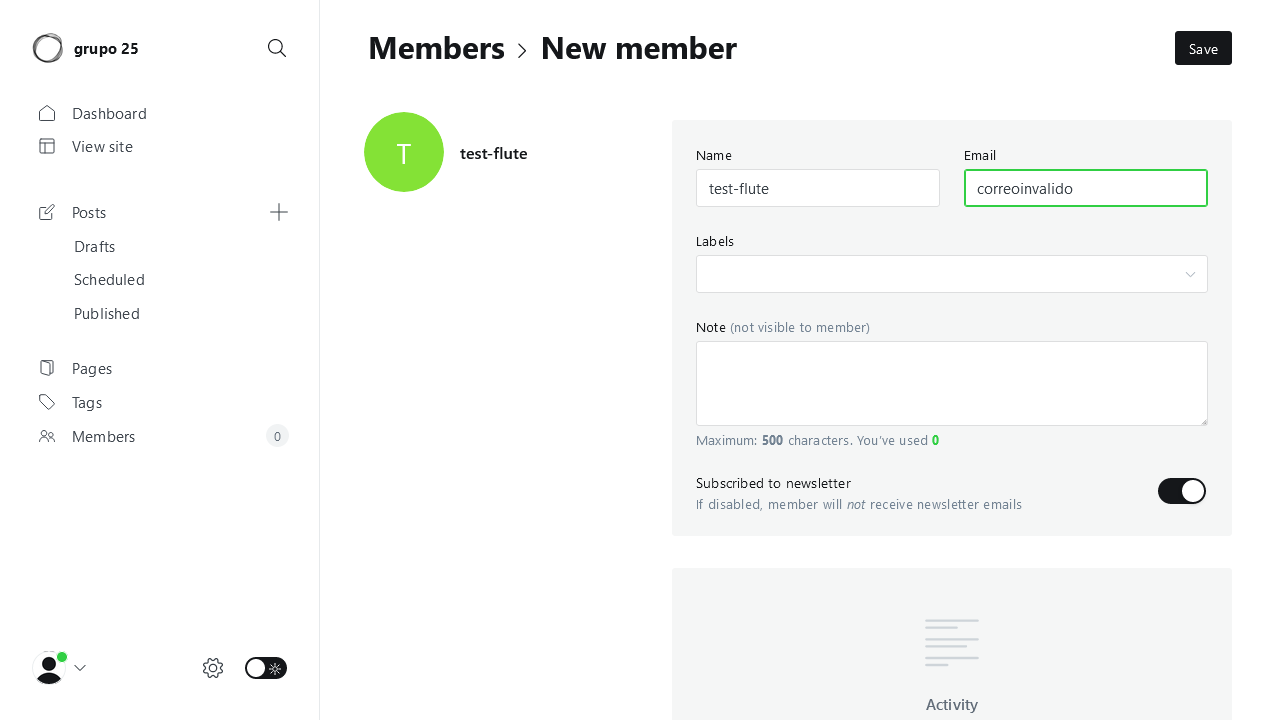 grupo 25
Dashboard
View site
Posts
Drafts
Scheduled
Published
Pages
Tags
Members
0
Members
New member
Save
T
test-flute
Name
Email
test-flute
correoinvalido
Labels
Note (not visible to member)
Maximum: 500 characters. You’ve used 0
Subscribed to newsletter
If disabled, member will not receive newsletter emails
Activity